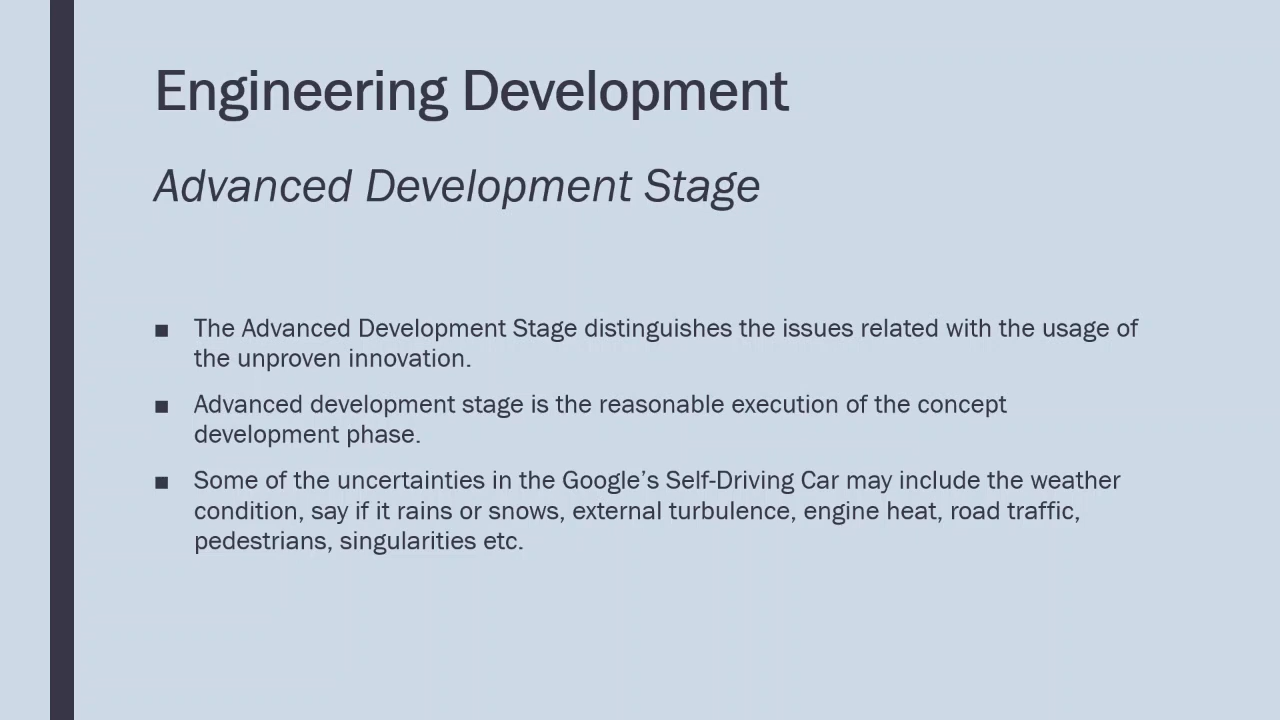 Engineering Development
Advanced Development Stage
■ The Advanced Development Stage distinguishes the issues related with the usage of
the unproven innovation.
■ Advanced development stage is the reasonable execution of the concept
development phase.
■ Some of the uncertainties in the Google’s Self-Driving Car may include the weather
condition, say if it rains or snows, external turbulence, engine heat, road traffic,
pedestrians, singularities etc.